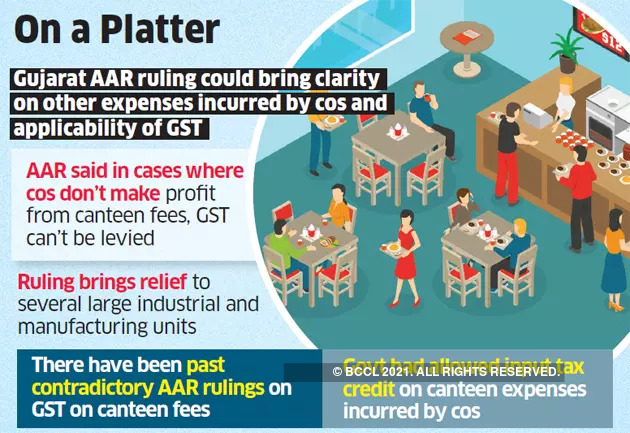 On a Platter
Gujarat AAR ruling could bring clarity
on other expenses incurred by cos and
applicability of GST
AAR said in cases where
cos don't make profit
from canteen fees, GST
can't be levied
Ruling brings relief to
several large industrial and
manufacturing units
There have been past
contradictory AAR rulings on
GST on canteen fees
Govt had allowed input tax
credit on canteen expenses
incurred by cos
© BCCL 2021. ALL RIGHTS RESERVED.
$12